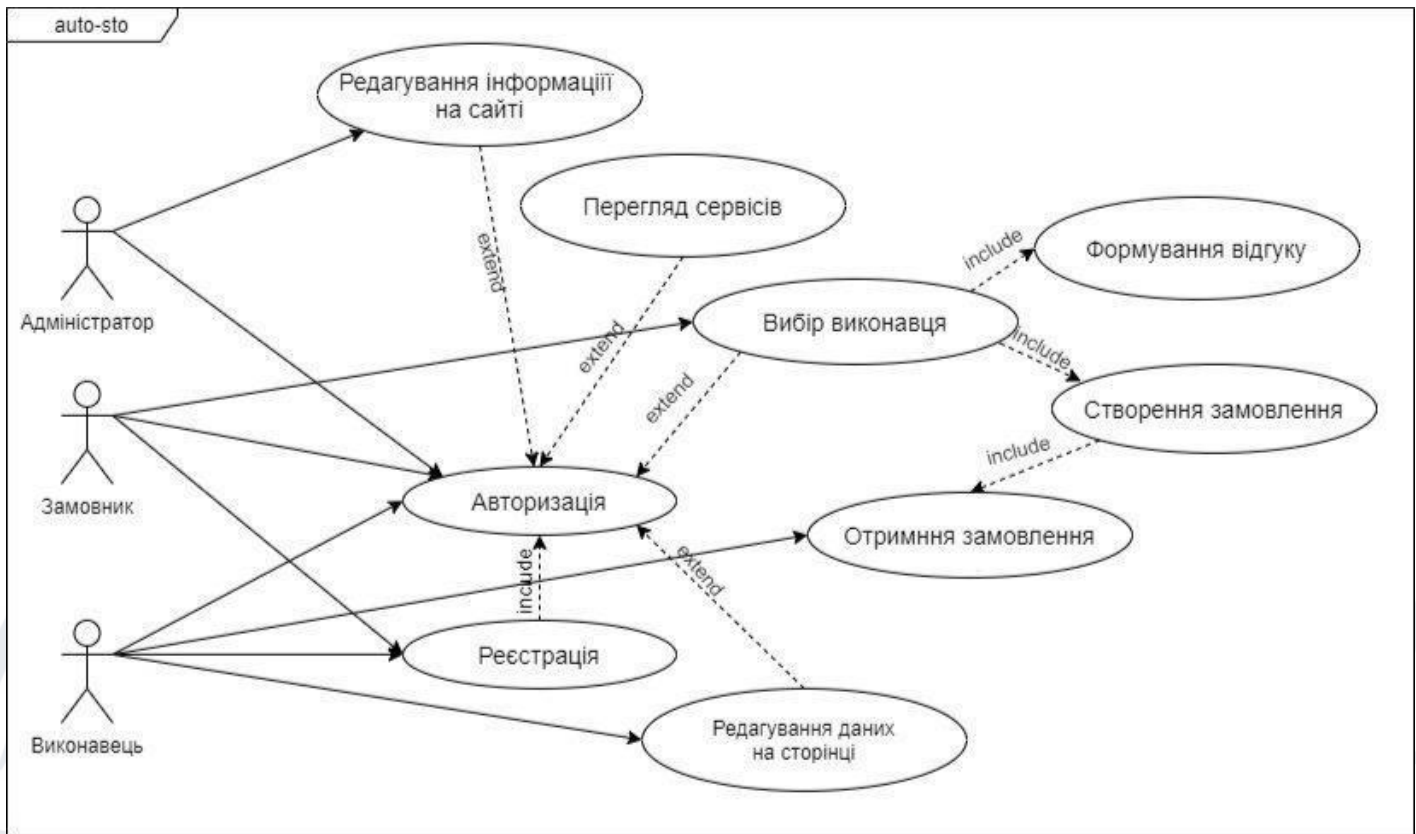 auto-sto
Редагування інформаціїї
на сайті
Перегляд сервісів
extend
include
Формування відгуку
Адміністратор
Вибір виконавця
extend
include
extend
Створення замовлення
include
Замовник
Авторизація
Отримння замовлення
include
extend
Реєстрація
Виконавець
Редагування даних
на сторінці